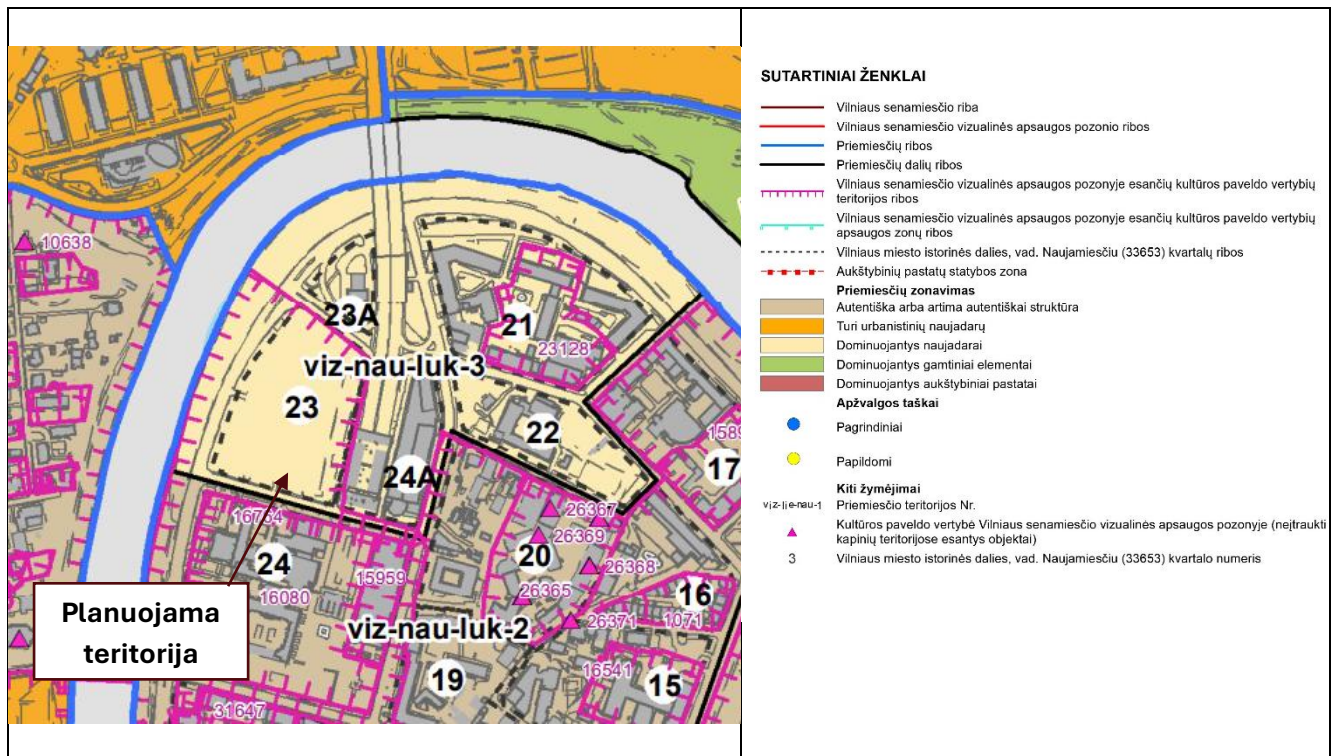 10638
23A
21
23128
viz-nau-luk-3
23
22
24A
17
26367
26369
20
26368
24
15959
16080
26365
16
1071
26371
viz-nau-luk-2
Planuojama
teritorija
19
16541
15
31647
SUTARTINIAI ŽENKLAI
Vilniaus senamiesčio riba
Vilniaus senamiesčio vizualinės apsaugos pozonio ribos
Priemiesčių ribos
Priemiesčių dalių ribos
Vilniaus senamiesčio vizualinės apsaugos pozonyje esančių kultūros paveldo vertybių
teritorijos ribos
Vilniaus senamiesčio vizualinės apsaugos pozonyje esančių kultūros paveldo vertybių
apsaugos zonų ribos
Vilniaus miesto istorinės dalies, vad. Naujamiesčiu (33653) kvartalų ribos
Aukštybinių pastatų statybos zona
Priemiesčių zonavimas
Autentiška arba artima autentiškai struktūra
Turi urbanistinių naujadarų
Dominuojantys naujadarai
Dominuojantys gamtiniai elementai
Dominuojantys aukštybiniai pastatai
Apžvalgos taškai
Pagrindiniai
Papildomi
Kiti žymėjimai
viz-lie-nau-1 Priemiesčio teritorijos Nr.
Kultūros paveldo vertybė Vilniaus senamiesčio vizualinės apsaugos pozonyje (neįtraukti
kapinių teritorijose esantys objektai)
3 Vilniaus miesto istorinės dalies, vad. Naujamiesčiu (33653) kvartalo numeris